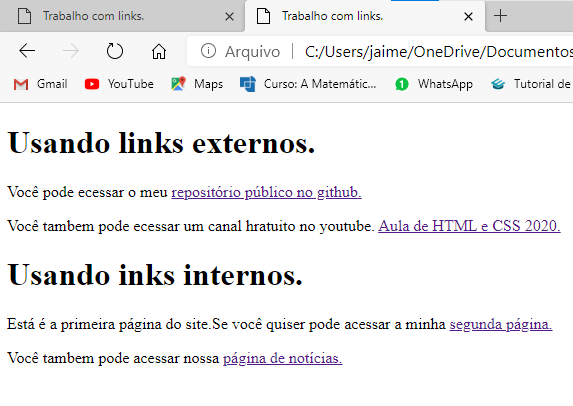 Trabalho com links.
Trabalho com links.
Arquivo | C:/Users/jaime/OneDrive/Documentos
Gmail YouTube Maps Curso: A Matemátic... 1 WhatsApp Tutorial de
Usando links externos.
Você pode ecessar o meu repositório público no github.
Você tambem pode ecessar um canal hratuito no youtube. Aula de HTML e CSS 2020.
Usando inks internos.
Está é a primeira página do site.Se você quiser pode acessar a minha segunda página.
Você tambem pode acessar nossa página de notícias.